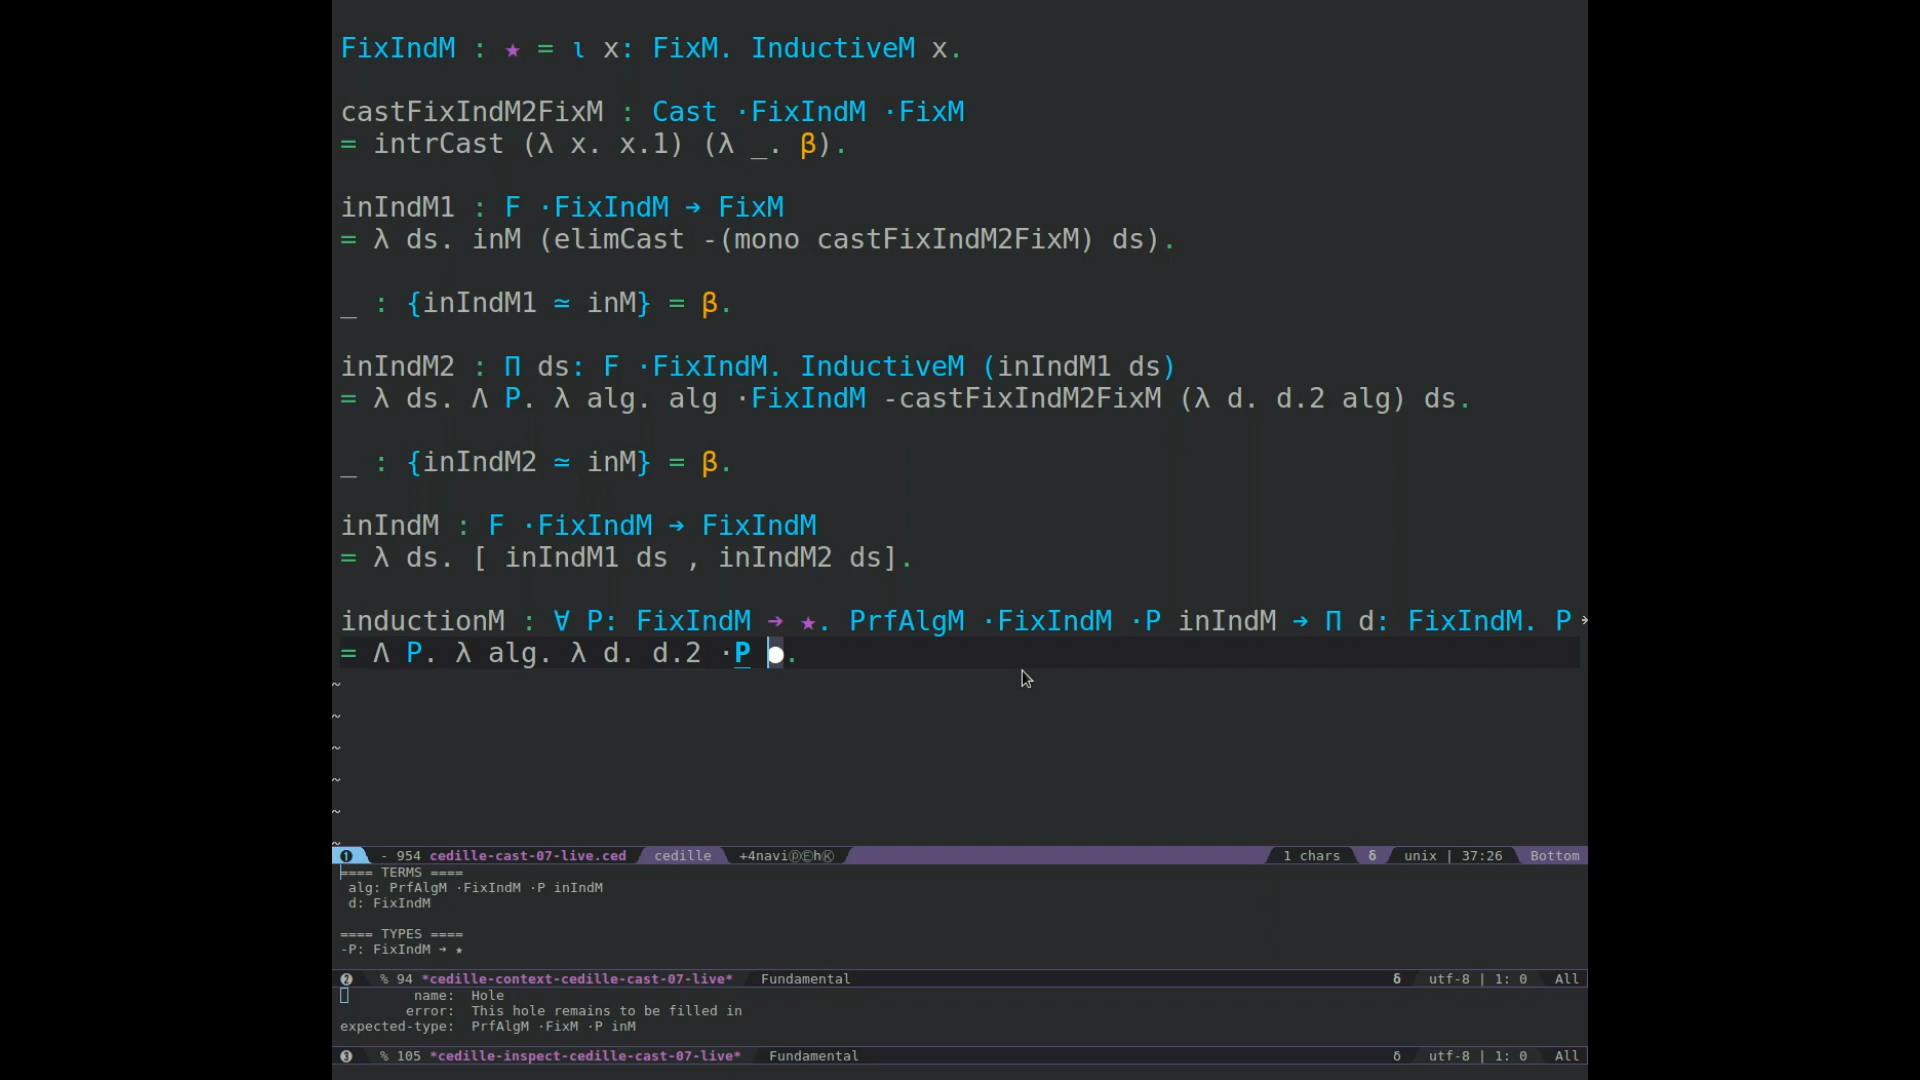 FixIndM : ★ = ι x: FixM. InductiveM x.
castFixIndM2FixM : Cast ·FixIndM ·FixM
= intrCast (λ x. x.1) (λ _. β).
inIndM1 : F ·FixIndM ➔ FixM
= λ ds. inM (elimCast -(mono castFixIndM2FixM) ds).
_ : {inIndM1 ≃ inM} = β.
inIndM2 : Π ds: F ·FixIndM. InductiveM (inIndM1 ds)
= λ ds. Λ P. λ alg. alg ·FixIndM -castFixIndM2FixM (λ d. d.2 alg) ds.
_ : {inIndM2 ≃ inM} = β.
inIndM : F ·FixIndM ➔ FixIndM
= λ ds. [ inIndM1 ds , inIndM2 ds].
inductionM : ∀ P: FixIndM ➔ ★. PrfAlgM ·FixIndM ·P inIndM ➔ Π d: FixIndM. P
= Λ P. λ alg. λ d. d.2 ·P ●.
~
~
~
~
~
~
❶ - 954 cedille-cast-07-live.ced cedille +4naviⓟⒺhⓀ 1 chars δ unix | 37:26 Bottom
==== TERMS ====
alg: PrfAlgM ·FixIndM ·P inIndM
d: FixIndM
==== TYPES ====
-P: FixIndM ➔ ★
❷ % 94 *cedille-context-cedille-cast-07-live* Fundamental δ utf-8 | 1: 0 All
name: Hole
error: This hole remains to be filled in
expected-type: PrfAlgM ·FixM ·P inM
❸ % 105 *cedille-inspect-cedille-cast-07-live* Fundamental δ utf-8 | 1: 0 All